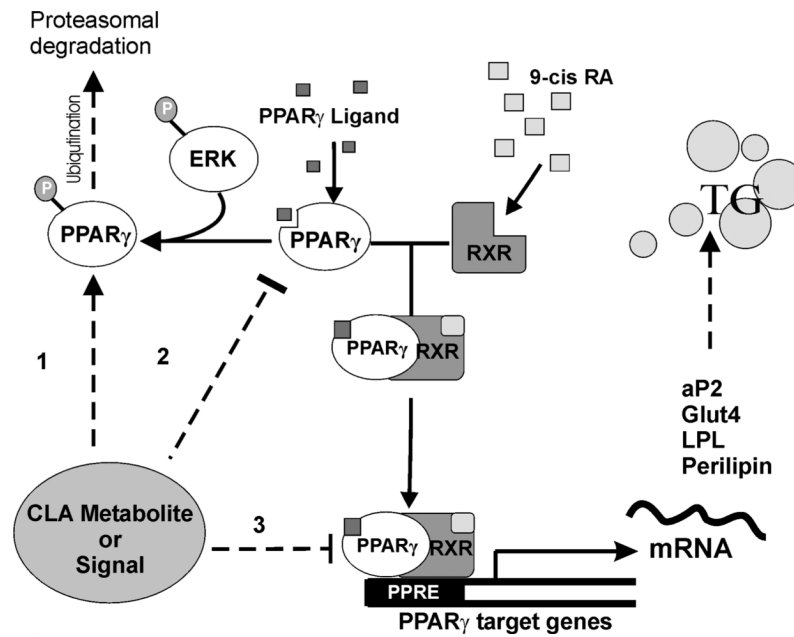 Proteasomal
degradation
Ubiqutination
P
ERK
P
PPARγ
PPARγ Ligand
9-cis RA
PPARγ
RXR
TG
PPARγ
RXR
1
2
3
aP2
Glut4
LPL
Perilipin
CLA Metabolite
or
Signal
PPARγ
RXR
mRNA
PPRE
PPARγ target genes